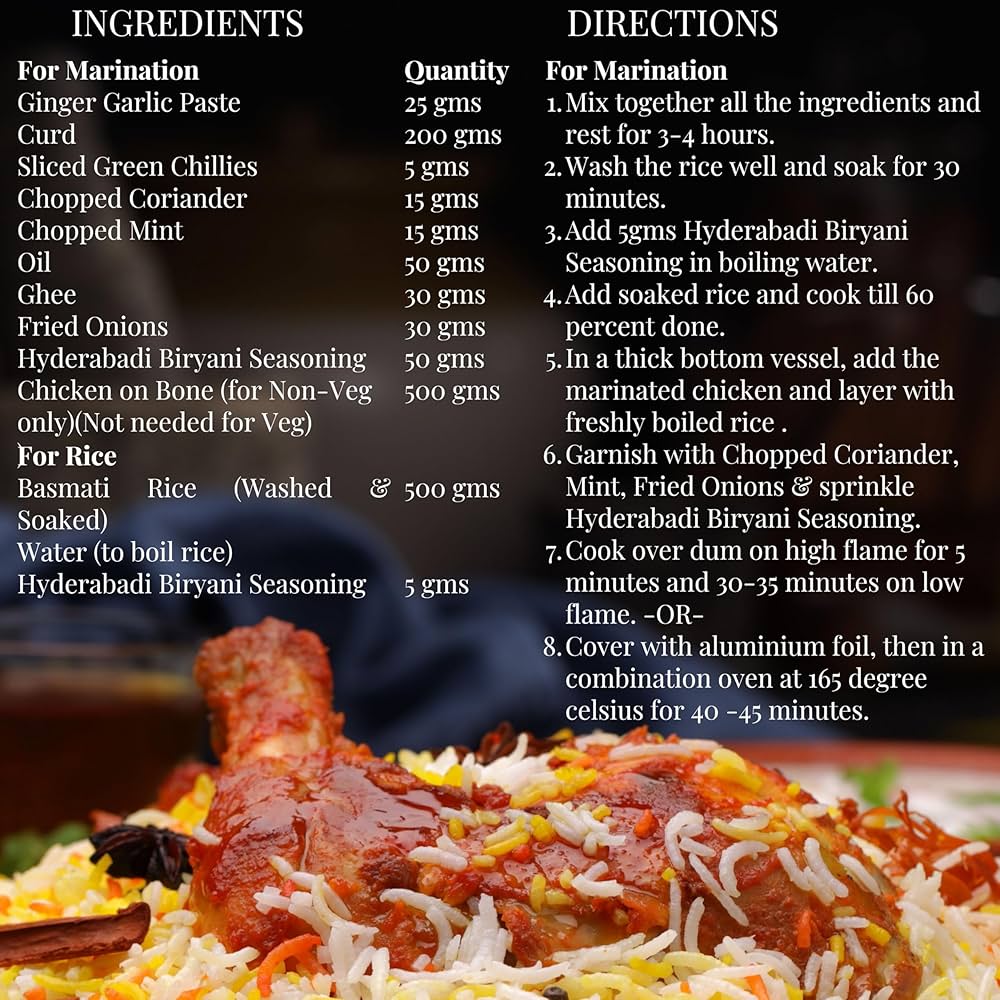 INGREDIENTS
For Marination Quantity
Ginger Garlic Paste 25 gms
Curd 200 gms
Sliced Green Chillies 5 gms
Chopped Coriander 15 gms
Chopped Mint 15 gms
Oil 50 gms
Ghee 30 gms
Fried Onions 30 gms
Hyderabadi Biryani Seasoning 50 gms
Chicken on Bone (for Non-Veg 500 gms
only)(Not needed for Veg)
)
For Rice
Basmati Rice (Washed & 500 gms
Soaked)
Water (to boil rice)
Hyderabadi Biryani Seasoning 5 gms
DIRECTIONS
For Marination
1. Mix together all the ingredients and
rest for 3-4 hours.
2. Wash the rice well and soak for 30
minutes.
3. Add 5gms Hyderabadi Biryani
Seasoning in boiling water.
4. Add soaked rice and cook till 60
percent done.
5. In a thick bottom vessel, add the
marinated chicken and layer with
freshly boiled rice .
6. Garnish with Chopped Coriander,
Mint, Fried Onions & sprinkle
Hyderabadi Biryani Seasoning.
7. Cook over dum on high flame for 5
minutes and 30-35 minutes on low
flame. -OR-
8. Cover with aluminium foil, then in a
combination oven at 165 degree
celsius for 40 -45 minutes.